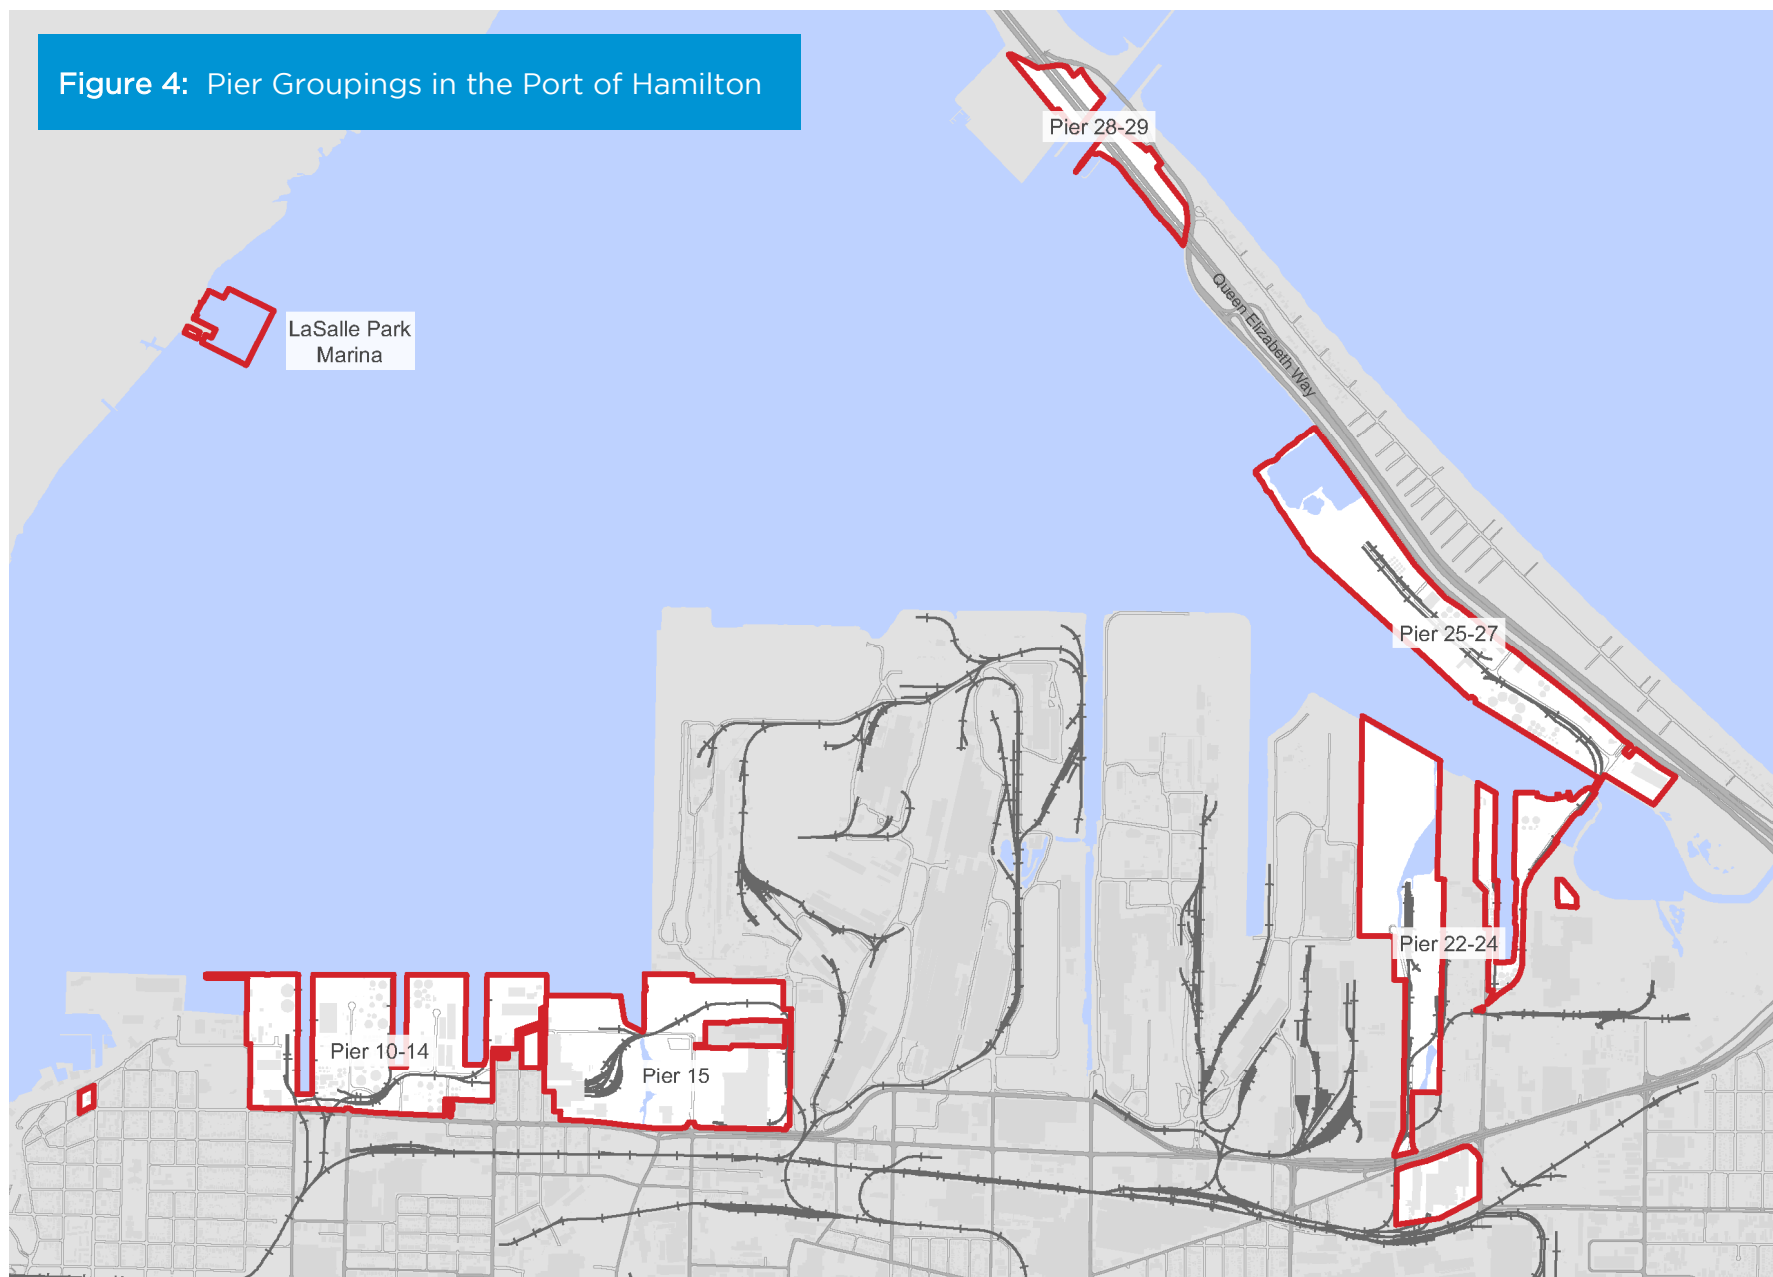 Figure 4: Pier Groupings in the Port of Hamilton
Pier 28-29
Queen Elizabeth Way
LaSalle Park
Marina
Pier 25-27
Pier 22-24
Pier 10-14
Pier 15